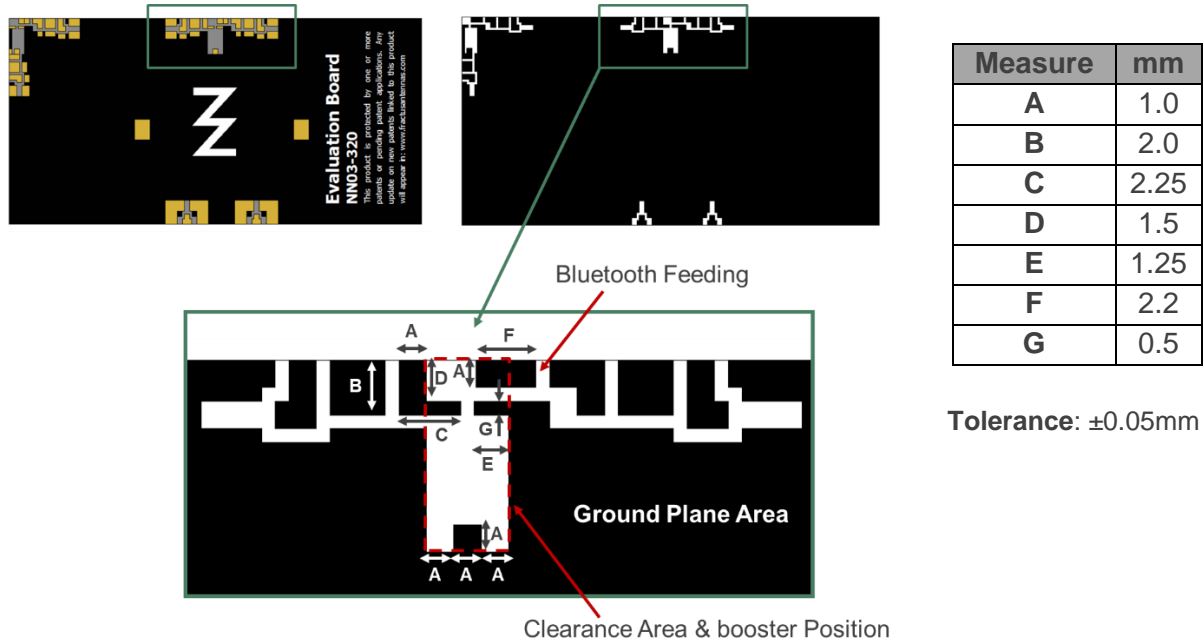 Evaluation Board
NN03-320
This product is protected by one or more
patents or pending patent applications. Any
update on new patents linked to this product
will appear in: www.fractusantennas.com
Measure mm
A 1.0
B 2.0
C 2.25
D 1.5
E 1.25
F 2.2
G 0.5
Tolerance: ±0.05mm
Bluetooth Feeding
A
F
B
D
A
C
G
E
Ground Plane Area
A
A A A
Clearance Area & booster Position